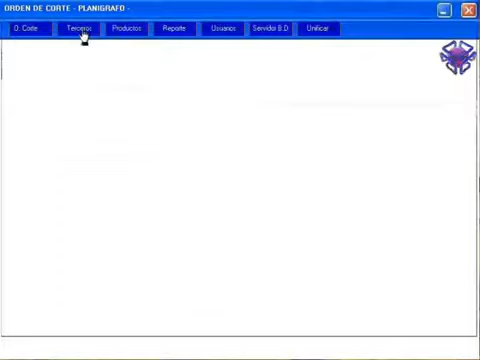 ORDEN DE CORTE - PLANIGRAFO -
O. Corte Terceros Productos Reporte Usuarios Servidor B.D Unificar